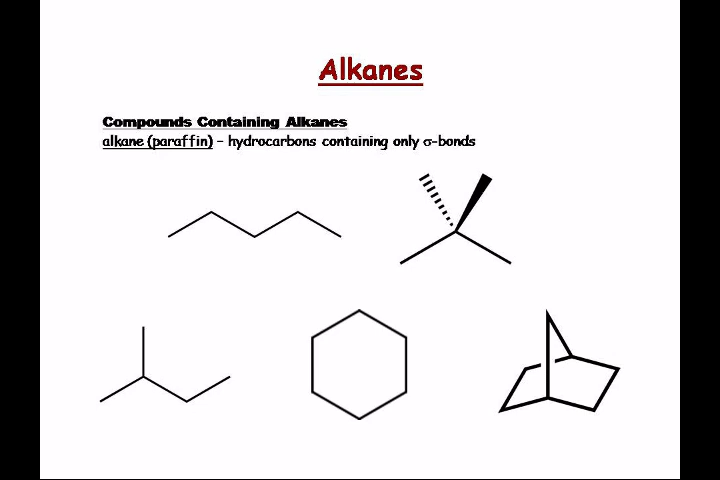 Alkanes
Compounds Containing Alkanes
alkane (paraffin) – hydrocarbons containing only σ-bonds